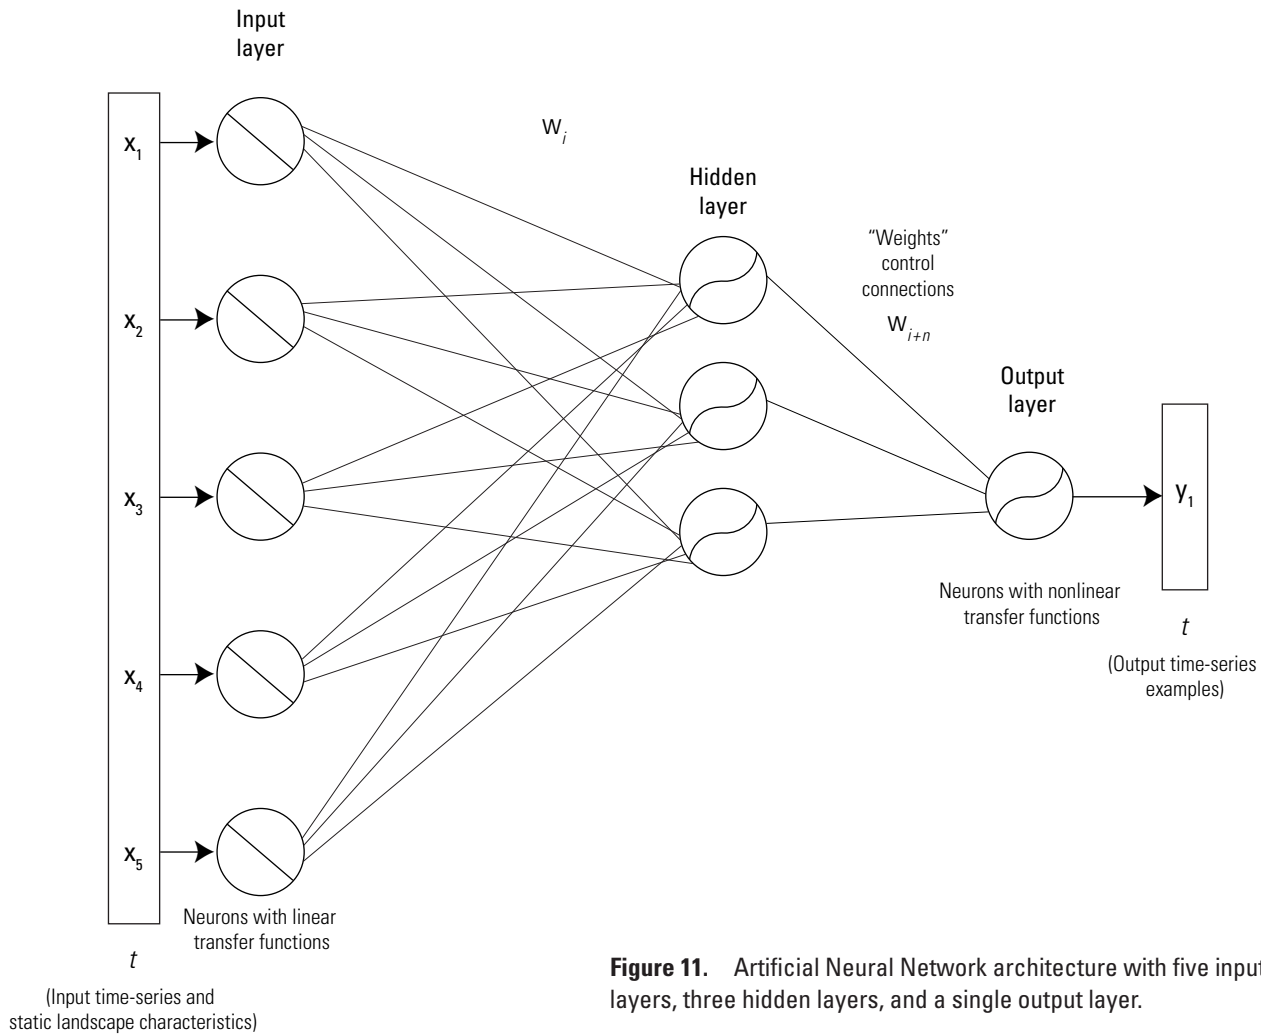 Input
layer
x1
x2
x3
x4
x5
t
(Input time-series and
static landscape characteristics)
Neurons with linear
transfer functions
Wi
Hidden
layer
“Weights”
control
connections
Wi+n
Output
layer
Neurons with nonlinear
transfer functions
y1
t
(Output time-series
examples)
Figure 11. Artificial Neural Network architecture with five input
layers, three hidden layers, and a single output layer.